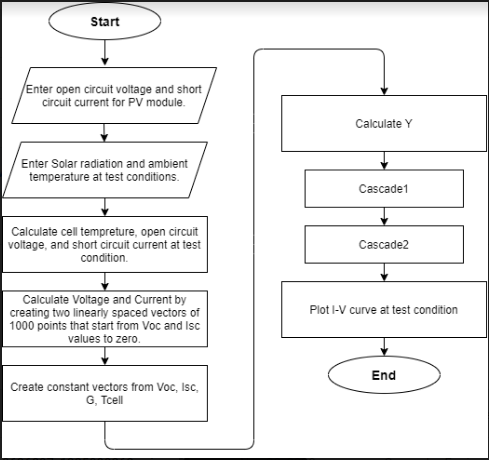 Start
Enter open circuit voltage and short
circuit current for PV module.
Enter Solar radiation and ambient
temperature at test conditions.
Calculate cell tempreture, open circuit
voltage, and short circuit current at test
condition.
Calculate Voltage and Current by
creating two linearly spaced vectors of
1000 points that start from Voc and Isc
values to zero.
Create constant vectors from Voc, Isc,
G, Tcell
Calculate Y
Cascade1
Cascade2
Plot I-V curve at test condition
End